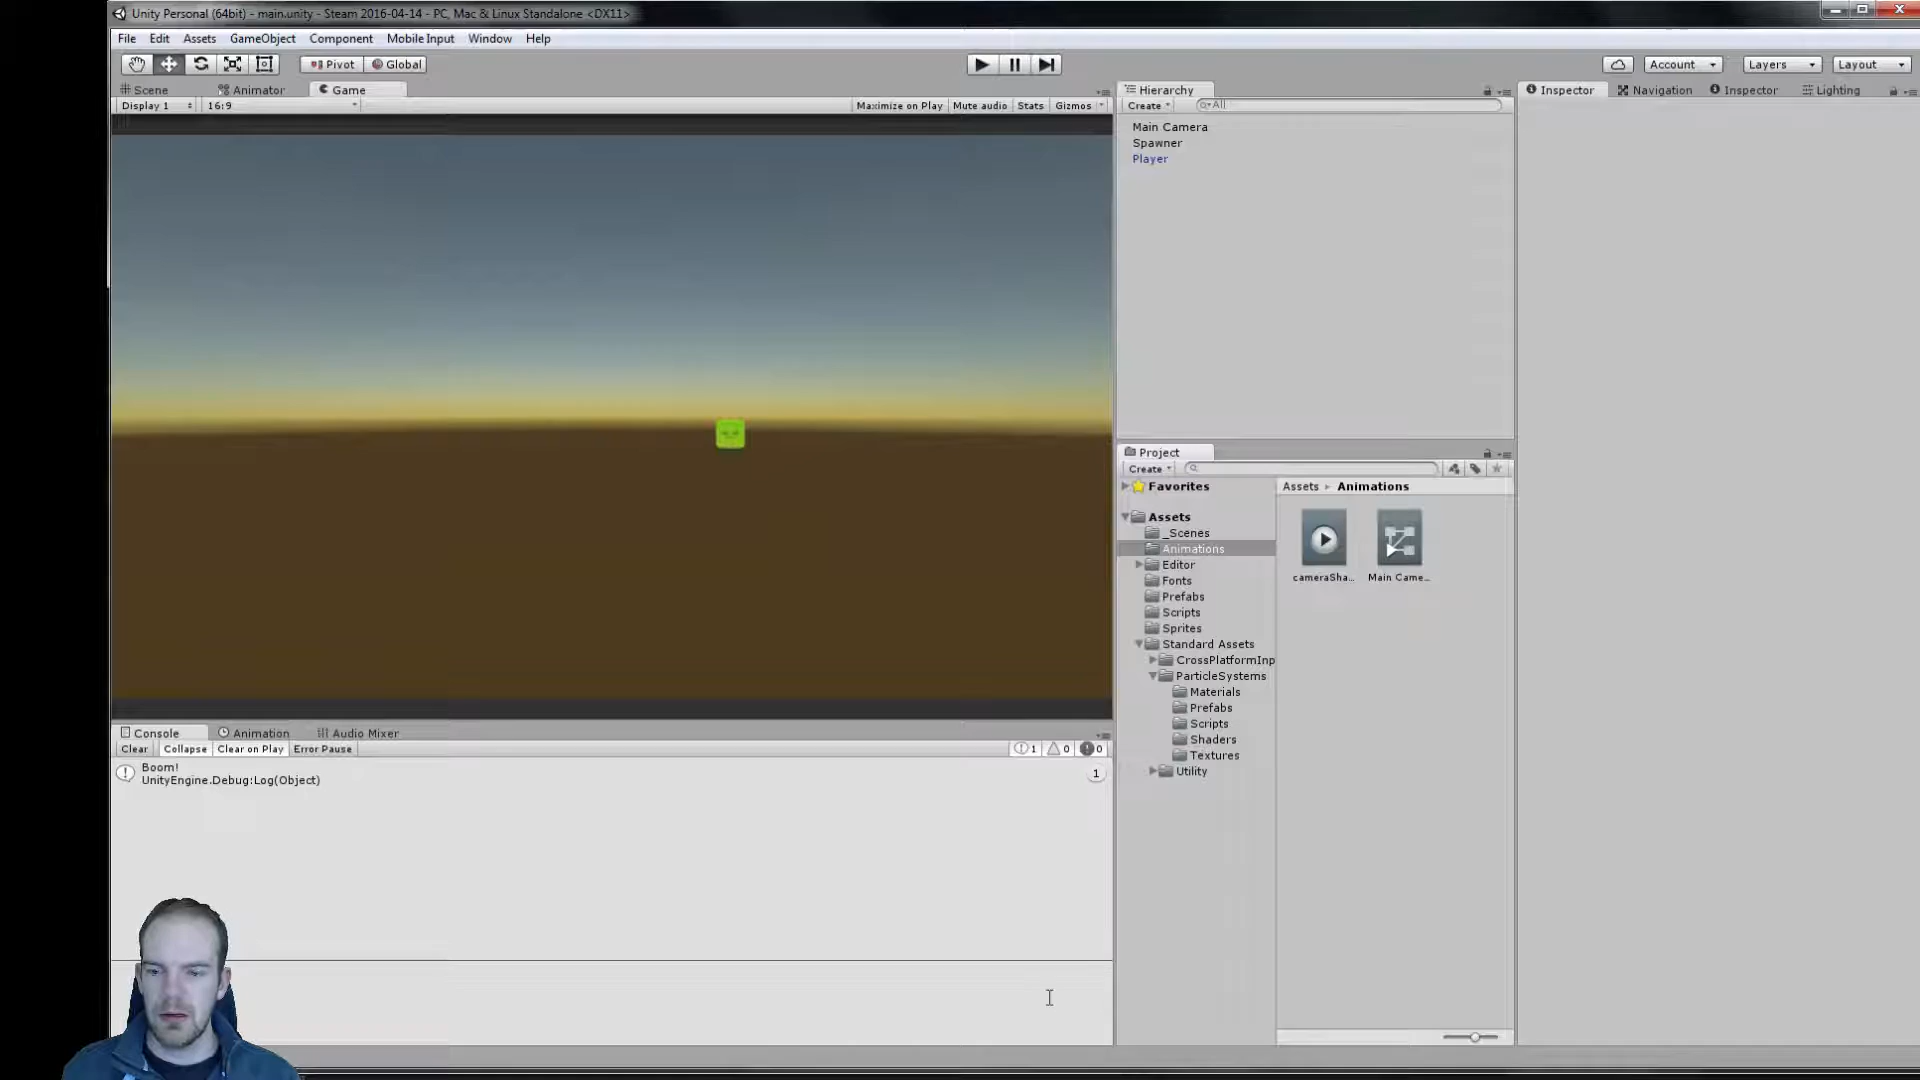 Unity Personal (64bit) - main.unity - Steam 2016-04-14 - PC, Mac & Linux Standalone <DX11>
File Edit Assets GameObject Component Mobile Input Window Help
Pivot Global Account Layers Layout
Scene Animator Game
Display 1 16:9 Maximize on Play Mute audio Stats Gizmos
Hierarchy
Create All
Main Camera
Spawner
Player
Inspector Navigation Inspector Lighting
Project
Create
Favorites
Assets
_Scenes
Animations
Editor
Fonts
Prefabs
Scripts
Sprites
Standard Assets
CrossPlatformInp
ParticleSystems
Materials
Prefabs
Scripts
Shaders
Textures
Utility
Assets Animations
cameraSha... Main Came...
Console Animation Audio Mixer
Clear Collapse Clear on Play Error Pause 1 0 0
Boom!
UnityEngine.Debug:Log(Object)
1